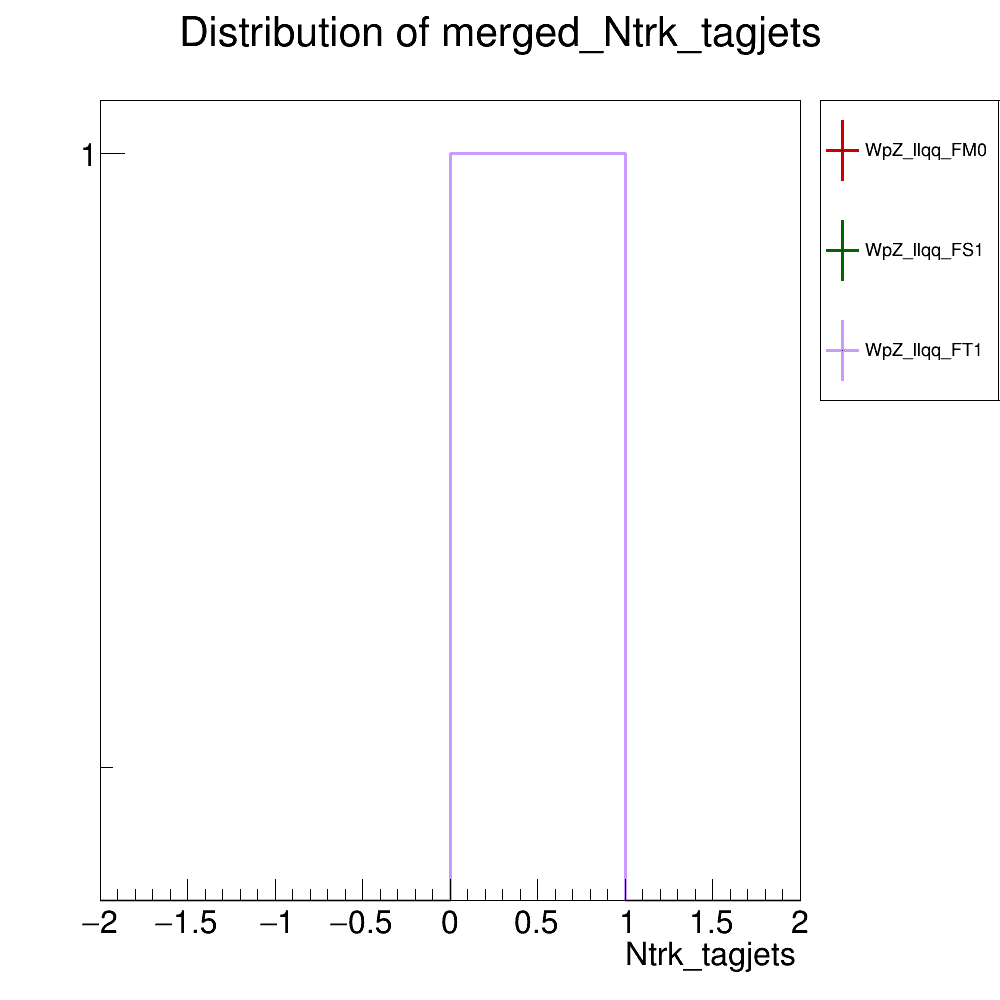 Distribution of merged_Ntrk_tagjets
1
WpZ_llqq_FM0
WpZ_llqq_FS1
WpZ_llqq_FT1
−2 −1.5 −1 −0.5 0 0.5 1 1.5 2
Ntrk_tagjets